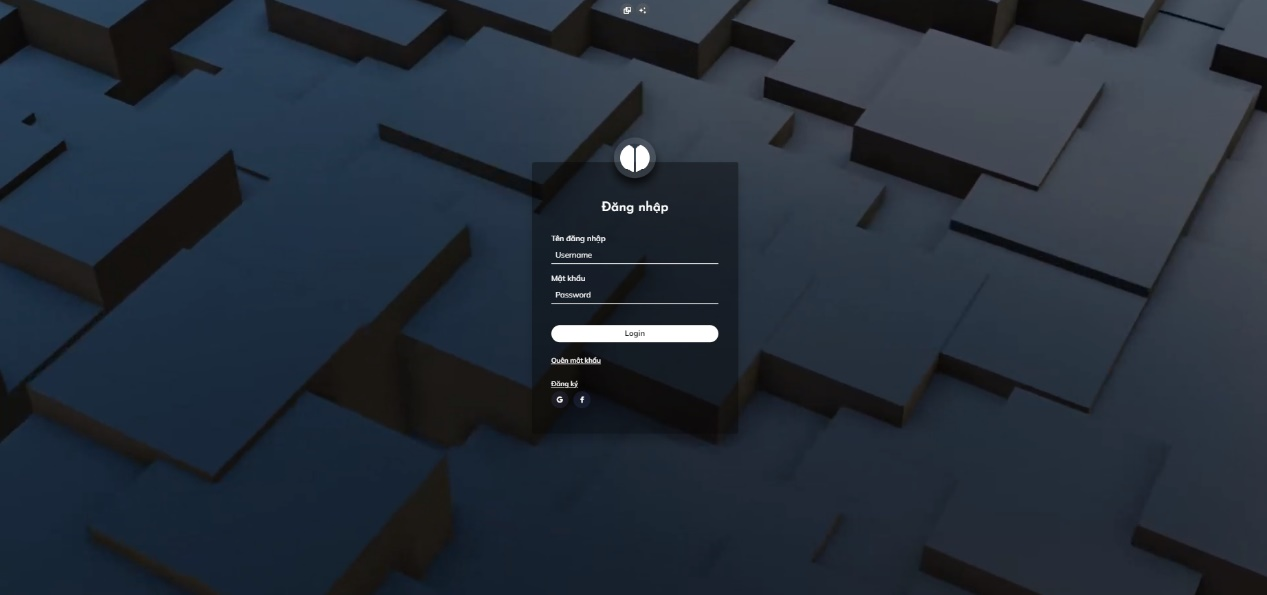 Đăng nhập
Tên đăng nhập
Username
Mật khẩu
Password
Login
Quên mật khẩu
Đăng ký
G f